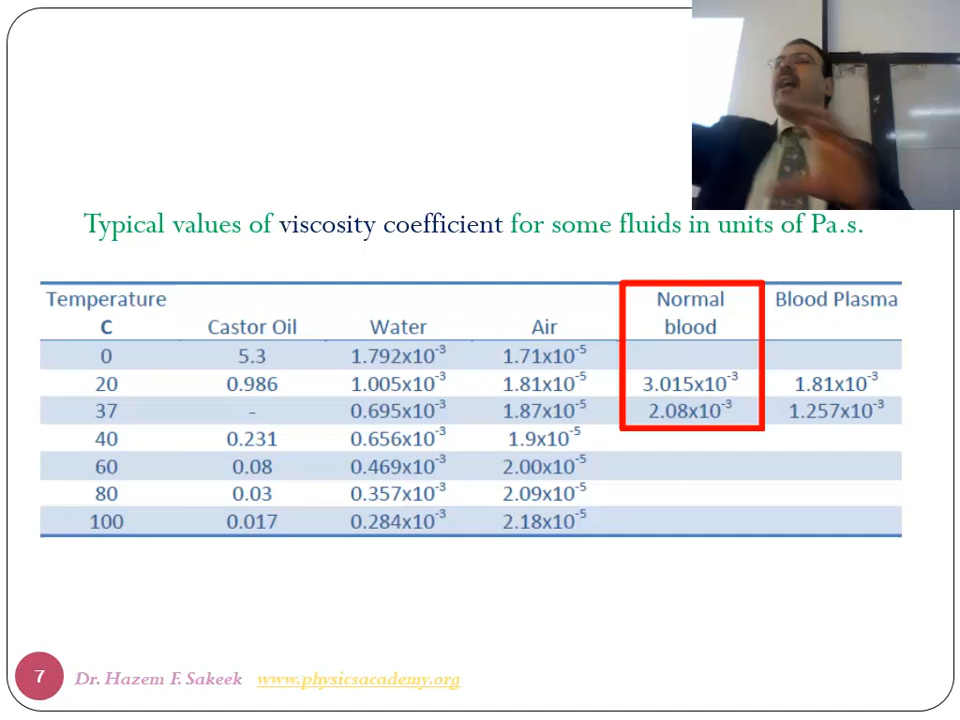 Typical values of viscosity coefficient for some fluids in units of Pa.s.
Temperature C Castor Oil Water Air Normal blood Blood Plasma
0 5.3 1.792x10⁻³ 1.71x10⁻⁵
20 0.986 1.005x10⁻³ 1.81x10⁻⁵ 3.015x10⁻³ 1.81x10⁻³
37 - 0.695x10⁻³ 1.87x10⁻⁵ 2.08x10⁻³ 1.257x10⁻³
40 0.231 0.656x10⁻³ 1.9x10⁻⁵
60 0.08 0.469x10⁻³ 2.00x10⁻⁵
80 0.03 0.357x10⁻³ 2.09x10⁻⁵
100 0.017 0.284x10⁻³ 2.18x10⁻⁵
7 Dr. Hazem F. Sakeek www.physicsacademy.org